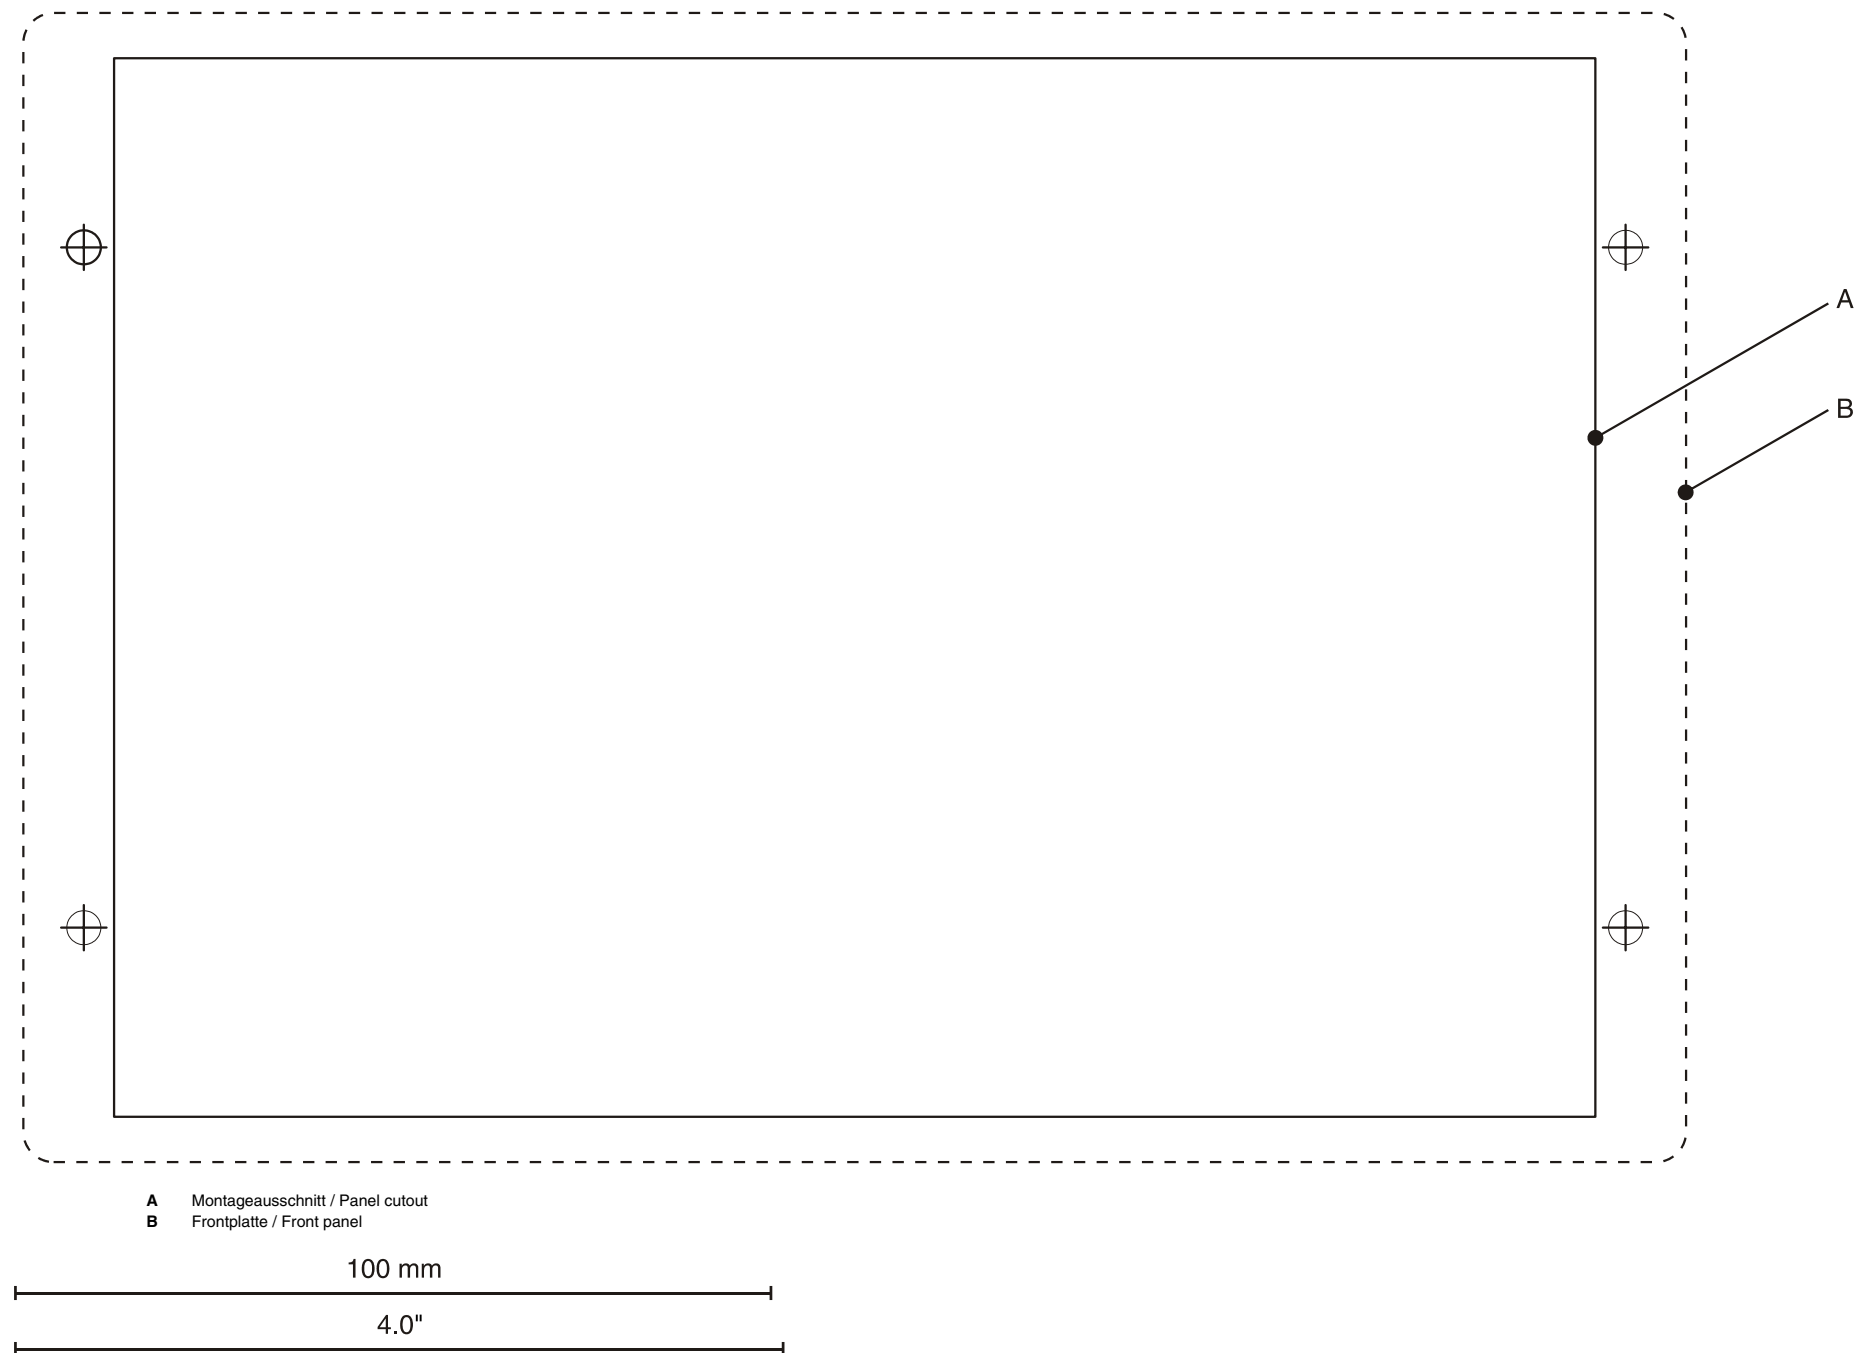 A
B
A Montageausschnitt / Panel cutout
B Frontplatte / Front panel
100 mm
4.0"